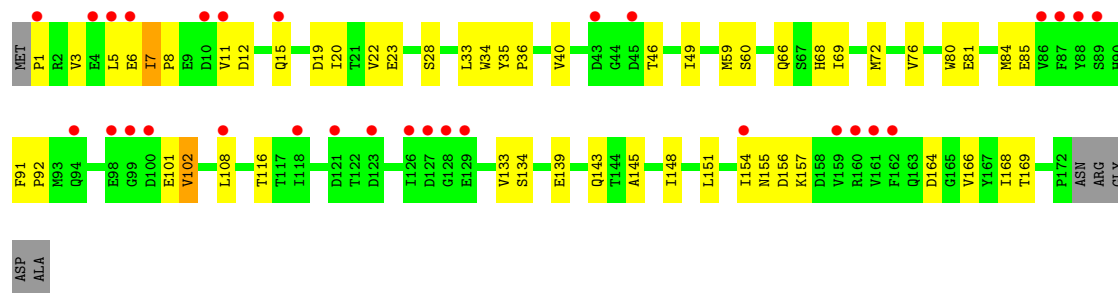 MET P1 R2 V3 E4 L5 E6 I7 P8 E9 D10 V11 D12 Q15 D19 I20 T21 V22 E23 S28 L33 W34 Y35 P36 V40 D43 G44 D45 T46 I49 M59 S60 Q66 S67 H68 I69 M72 V76 W80 E81 M84 E85 V86 F87 Y88 S89 H90
F91 P92 M93 Q94 E98 G99 D100 E101 V102 L108 T116 T117 I118 D121 T122 D123 I126 D127 G128 E129 V133 S134 E139 Q143 T144 A145 I148 L151 I154 N155 D156 K157 D158 V159 R160 V161 F162 Q163 D164 G165 V166 Y167 I168 T169 P172 ASN ARG GLY
ASP ALA